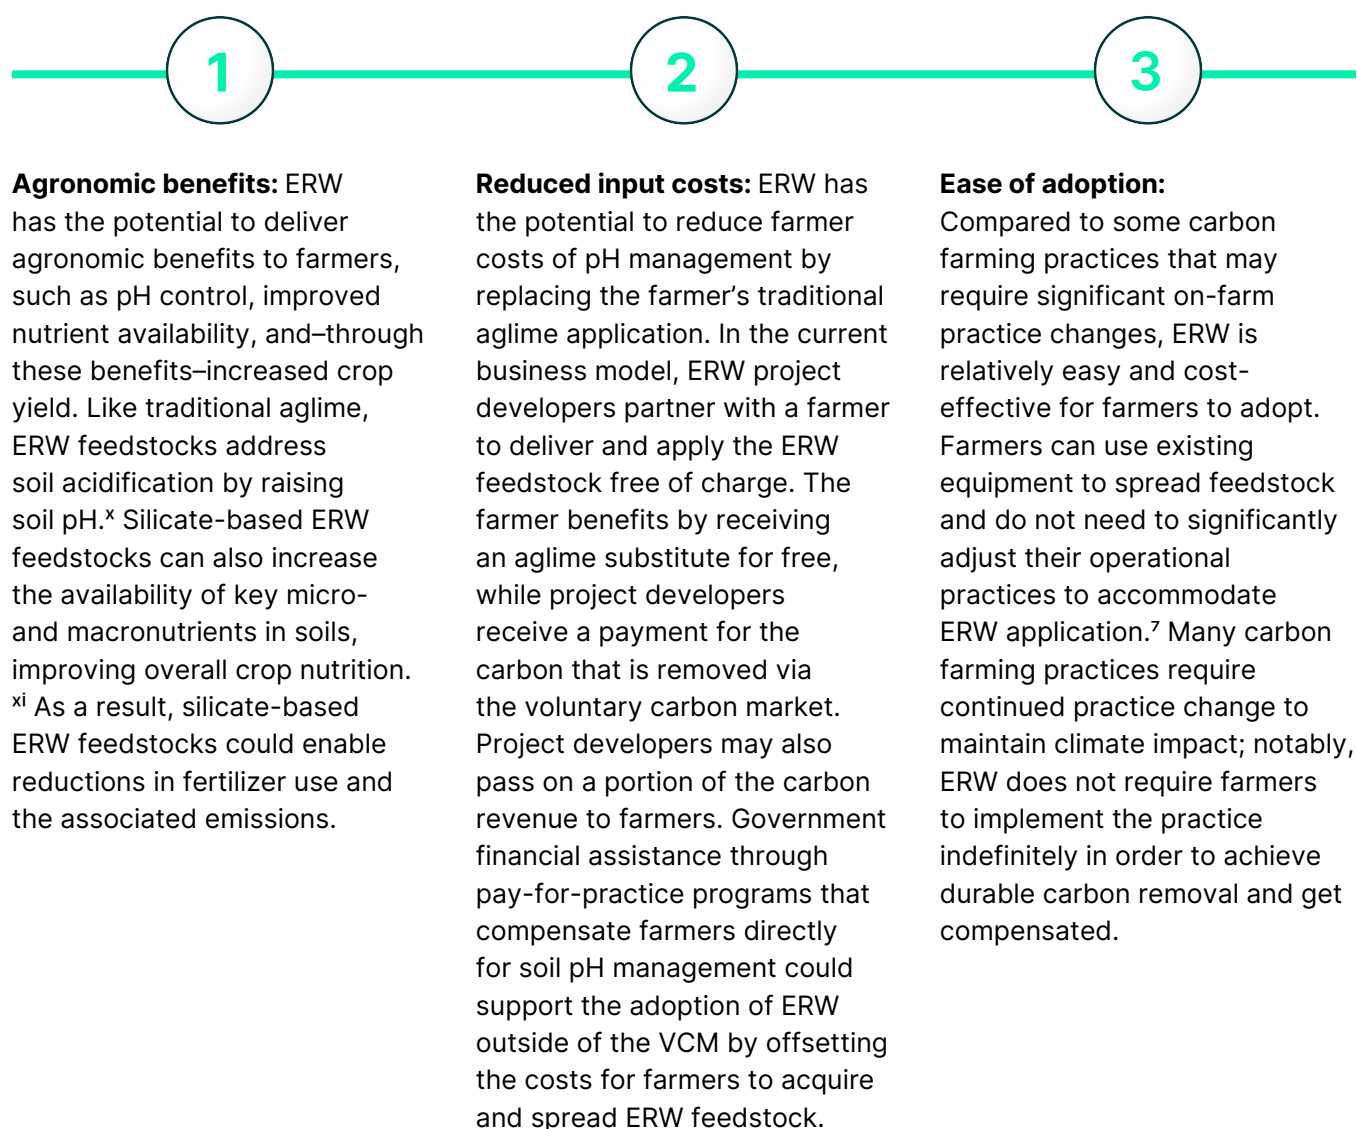 1
Agronomic benefits: ERW
has the potential to deliver
agronomic benefits to farmers,
such as pH control, improved
nutrient availability, and–through
these benefits–increased crop
yield. Like traditional aglime,
ERW feedstocks address
soil acidification by raising
soil pH.ˣ Silicate-based ERW
feedstocks can also increase
the availability of key micro-
and macronutrients in soils,
improving overall crop nutrition.
ˣⁱ As a result, silicate-based
ERW feedstocks could enable
reductions in fertilizer use and
the associated emissions.
2
Reduced input costs: ERW has
the potential to reduce farmer
costs of pH management by
replacing the farmer’s traditional
aglime application. In the current
business model, ERW project
developers partner with a farmer
to deliver and apply the ERW
feedstock free of charge. The
farmer benefits by receiving
an aglime substitute for free,
while project developers
receive a payment for the
carbon that is removed via
the voluntary carbon market.
Project developers may also
pass on a portion of the carbon
revenue to farmers. Government
financial assistance through
pay-for-practice programs that
compensate farmers directly
for soil pH management could
support the adoption of ERW
outside of the VCM by offsetting
the costs for farmers to acquire
and spread ERW feedstock.
3
Ease of adoption:
Compared to some carbon
farming practices that may
require significant on-farm
practice changes, ERW is
relatively easy and cost-
effective for farmers to adopt.
Farmers can use existing
equipment to spread feedstock
and do not need to significantly
adjust their operational
practices to accommodate
ERW application.⁷ Many carbon
farming practices require
continued practice change to
maintain climate impact; notably,
ERW does not require farmers
to implement the practice
indefinitely in order to achieve
durable carbon removal and get
compensated.